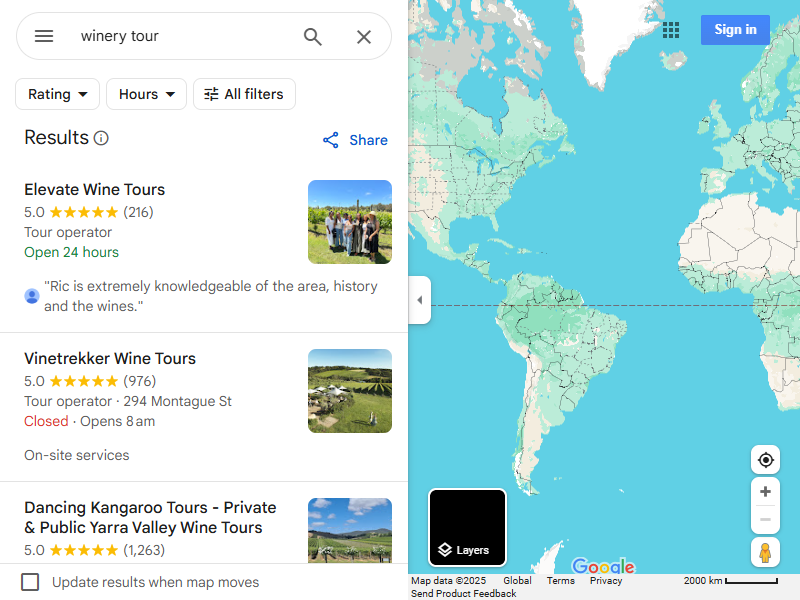 winery tour
Sign in
Rating
Hours
All filters
Results
Share
Elevate Wine Tours
5.0 (216)
Tour operator
Open 24 hours
"Ric is extremely knowledgeable of the area, history
and the wines."
Vinetrekker Wine Tours
5.0 (976)
Tour operator · 294 Montague St
Closed · Opens 8 am
On-site services
Dancing Kangaroo Tours - Private
& Public Yarra Valley Wine Tours
5.0 (1,263)
Update results when map moves
Layers
Google
Map data ©2025 Global Terms Privacy 2000 km
Send Product Feedback